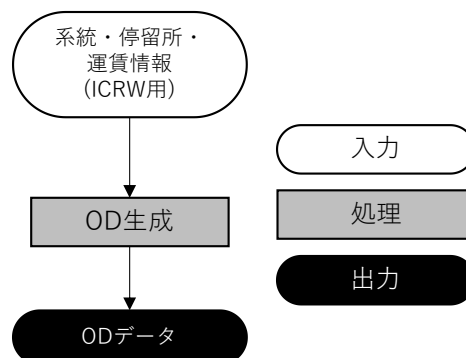 系統・停留所・
運賃情報
(ICRW用)
OD生成
ODデータ
入力
処理
出力